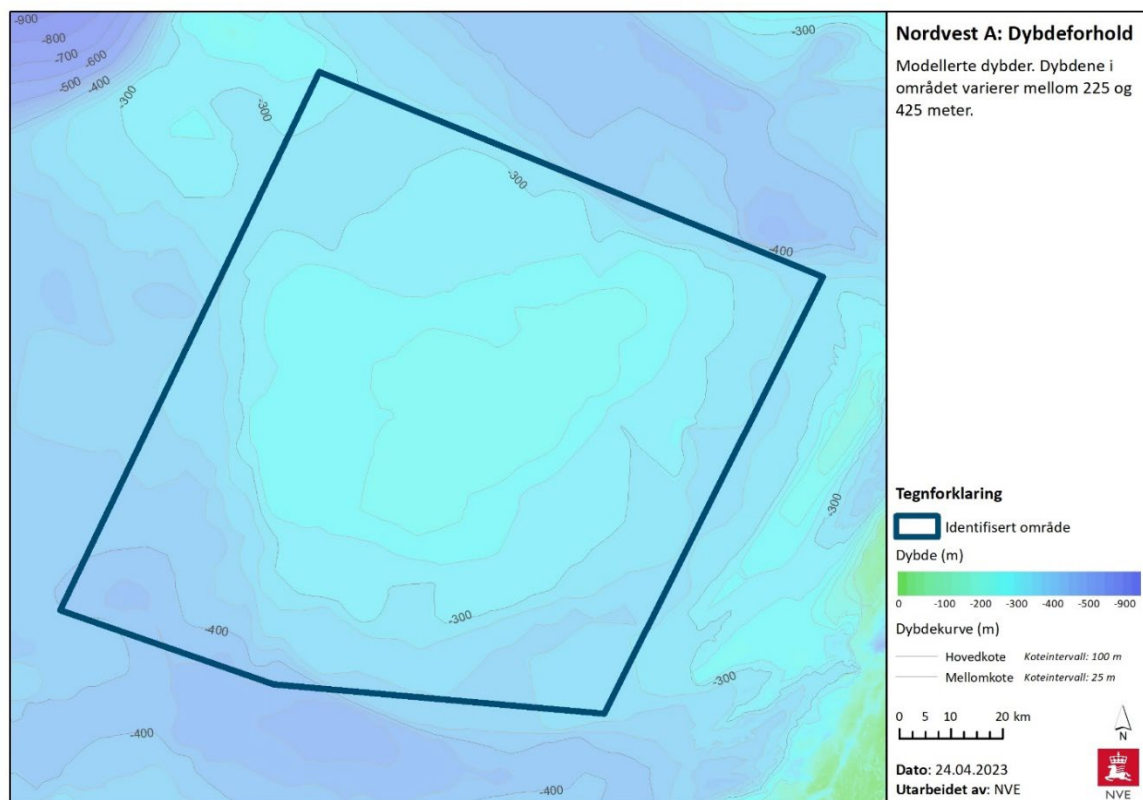 Nordvest A: Dybdeforhold
Modellerte dybder. Dybdene i
området varierer mellom 225 og
425 meter.
-900
-800
-700
-600
-500
-400
-300
-300
-300
-300
-400
-300
-300
-400
-300
-300
-400
-400
Tegnforklaring
Identifisert område
Dybde (m)
0 -100 -200 -300 -400 -500 -900
Dybdekurve (m)
Hovedkote Koteintervall: 100 m
Mellomkote Koteintervall: 25 m
0 5 10 20 km
N
Dato: 24.04.2023
Utarbeidet av: NVE
NVE